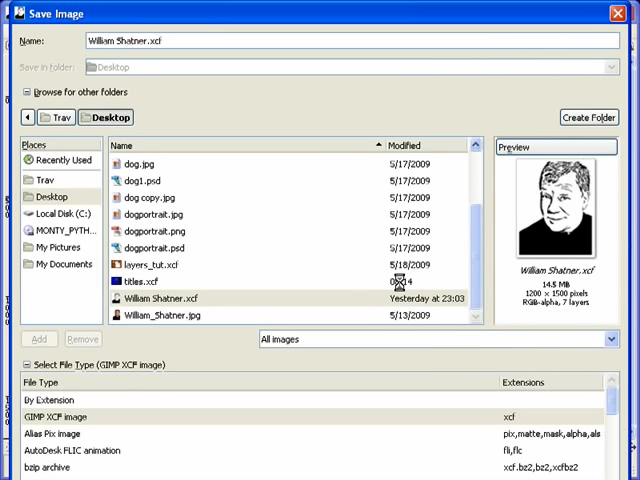 Save Image
Name: William Shatner.xcf
Save in folder: Desktop
Browse for other folders
Trav Desktop Create Folder
Places Name Modified Preview
Recently Used dog.jpg 5/17/2009
Trav dog1.psd 5/17/2009
Desktop dog copy.jpg 5/17/2009
Local Disk (C:) dogportrait.jpg 5/17/2009
MONTY_PYTH... dogportrait.png 5/17/2009
My Pictures dogportrait.psd 5/17/2009
My Documents layers_tut.xcf 5/18/2009
William Shatner.xcf
titles.xcf
14.5 MB
William Shatner.xcf Yesterday at 23:03
1200 × 1500 pixels
RGB-alpha, 7 layers
William_Shatner.jpg 5/13/2009
Add Remove All images
Select File Type (GIMP XCF image)
File Type Extensions
By Extension
GIMP XCF image xcf
Alias Pix image pix,matte,mask,alpha,als
AutoDesk FLIC animation fli,flc
bzip archive xcf.bz2,bz2,xcfbz2